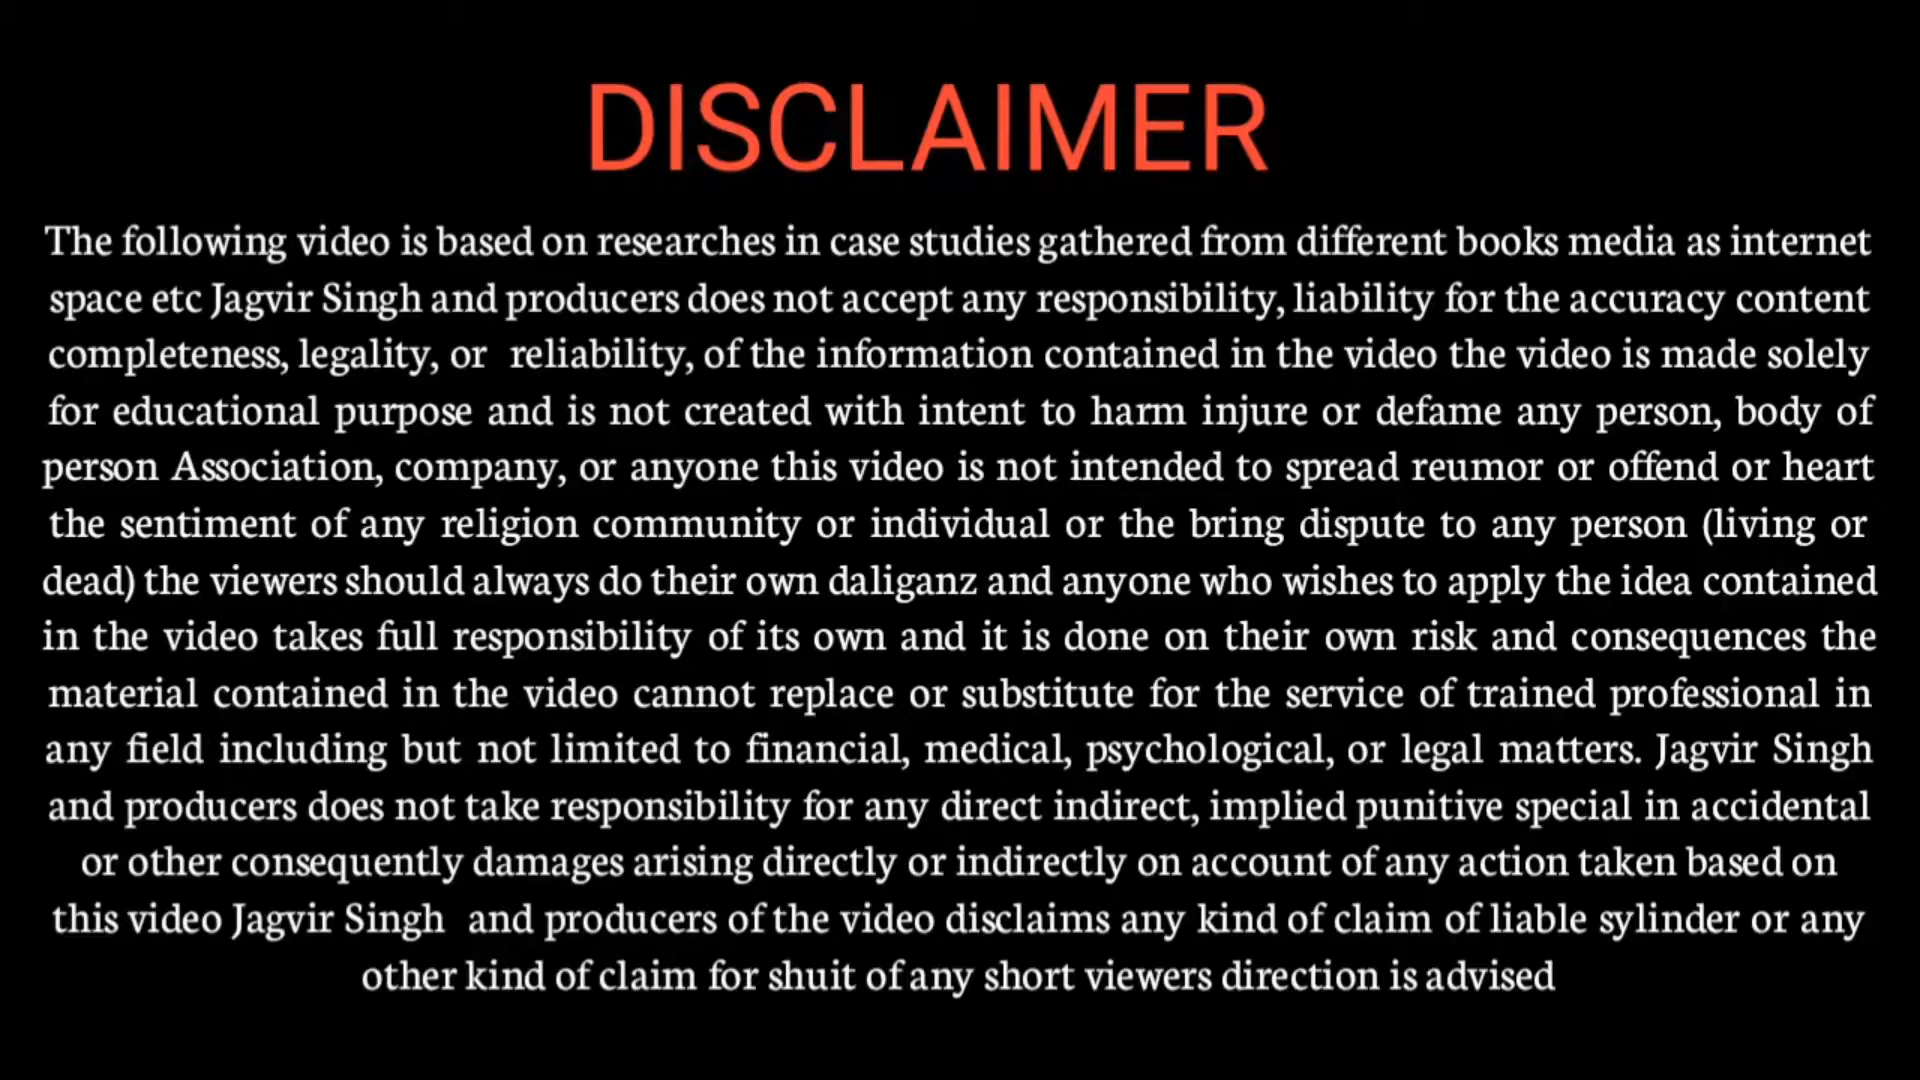 DISCLAIMER
The following video is based on researches in case studies gathered from different books media as internet
space etc Jagvir Singh and producers does not accept any responsibility, liability for the accuracy content
completeness, legality, or reliability, of the information contained in the video the video is made solely
for educational purpose and is not created with intent to harm injure or defame any person, body of
person Association, company, or anyone this video is not intended to spread reumor or offend or heart
the sentiment of any religion community or individual or the bring dispute to any person (living or
dead) the viewers should always do their own daliganz and anyone who wishes to apply the idea contained
in the video takes full responsibility of its own and it is done on their own risk and consequences the
material contained in the video cannot replace or substitute for the service of trained professional in
any field including but not limited to financial, medical, psychological, or legal matters. Jagvir Singh
and producers does not take responsibility for any direct indirect, implied punitive special in accidental
or other consequently damages arising directly or indirectly on account of any action taken based on
this video Jagvir Singh and producers of the video disclaims any kind of claim of liable sylinder or any
other kind of claim for shuit of any short viewers direction is advised